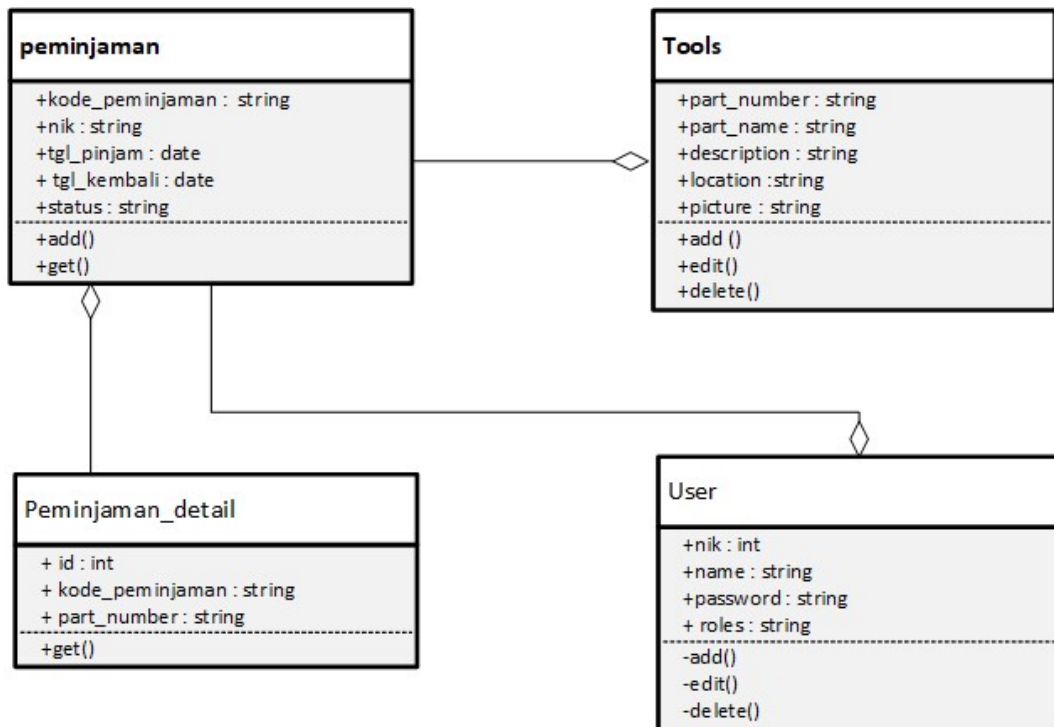 peminjaman
+kode_peminjaman : string
+nik : string
+tgl_pinjam : date
+ tgl_kembali : date
+status : string
+add()
+get()
Tools
+part_number : string
+part_name : string
+description : string
+location :string
+picture : string
+add ()
+edit()
+delete()
Peminjaman_detail
+ id : int
+ kode_peminjaman : string
+ part_number : string
+get()
User
+nik : int
+name : string
+password : string
+ roles : string
-add()
-edit()
-delete()